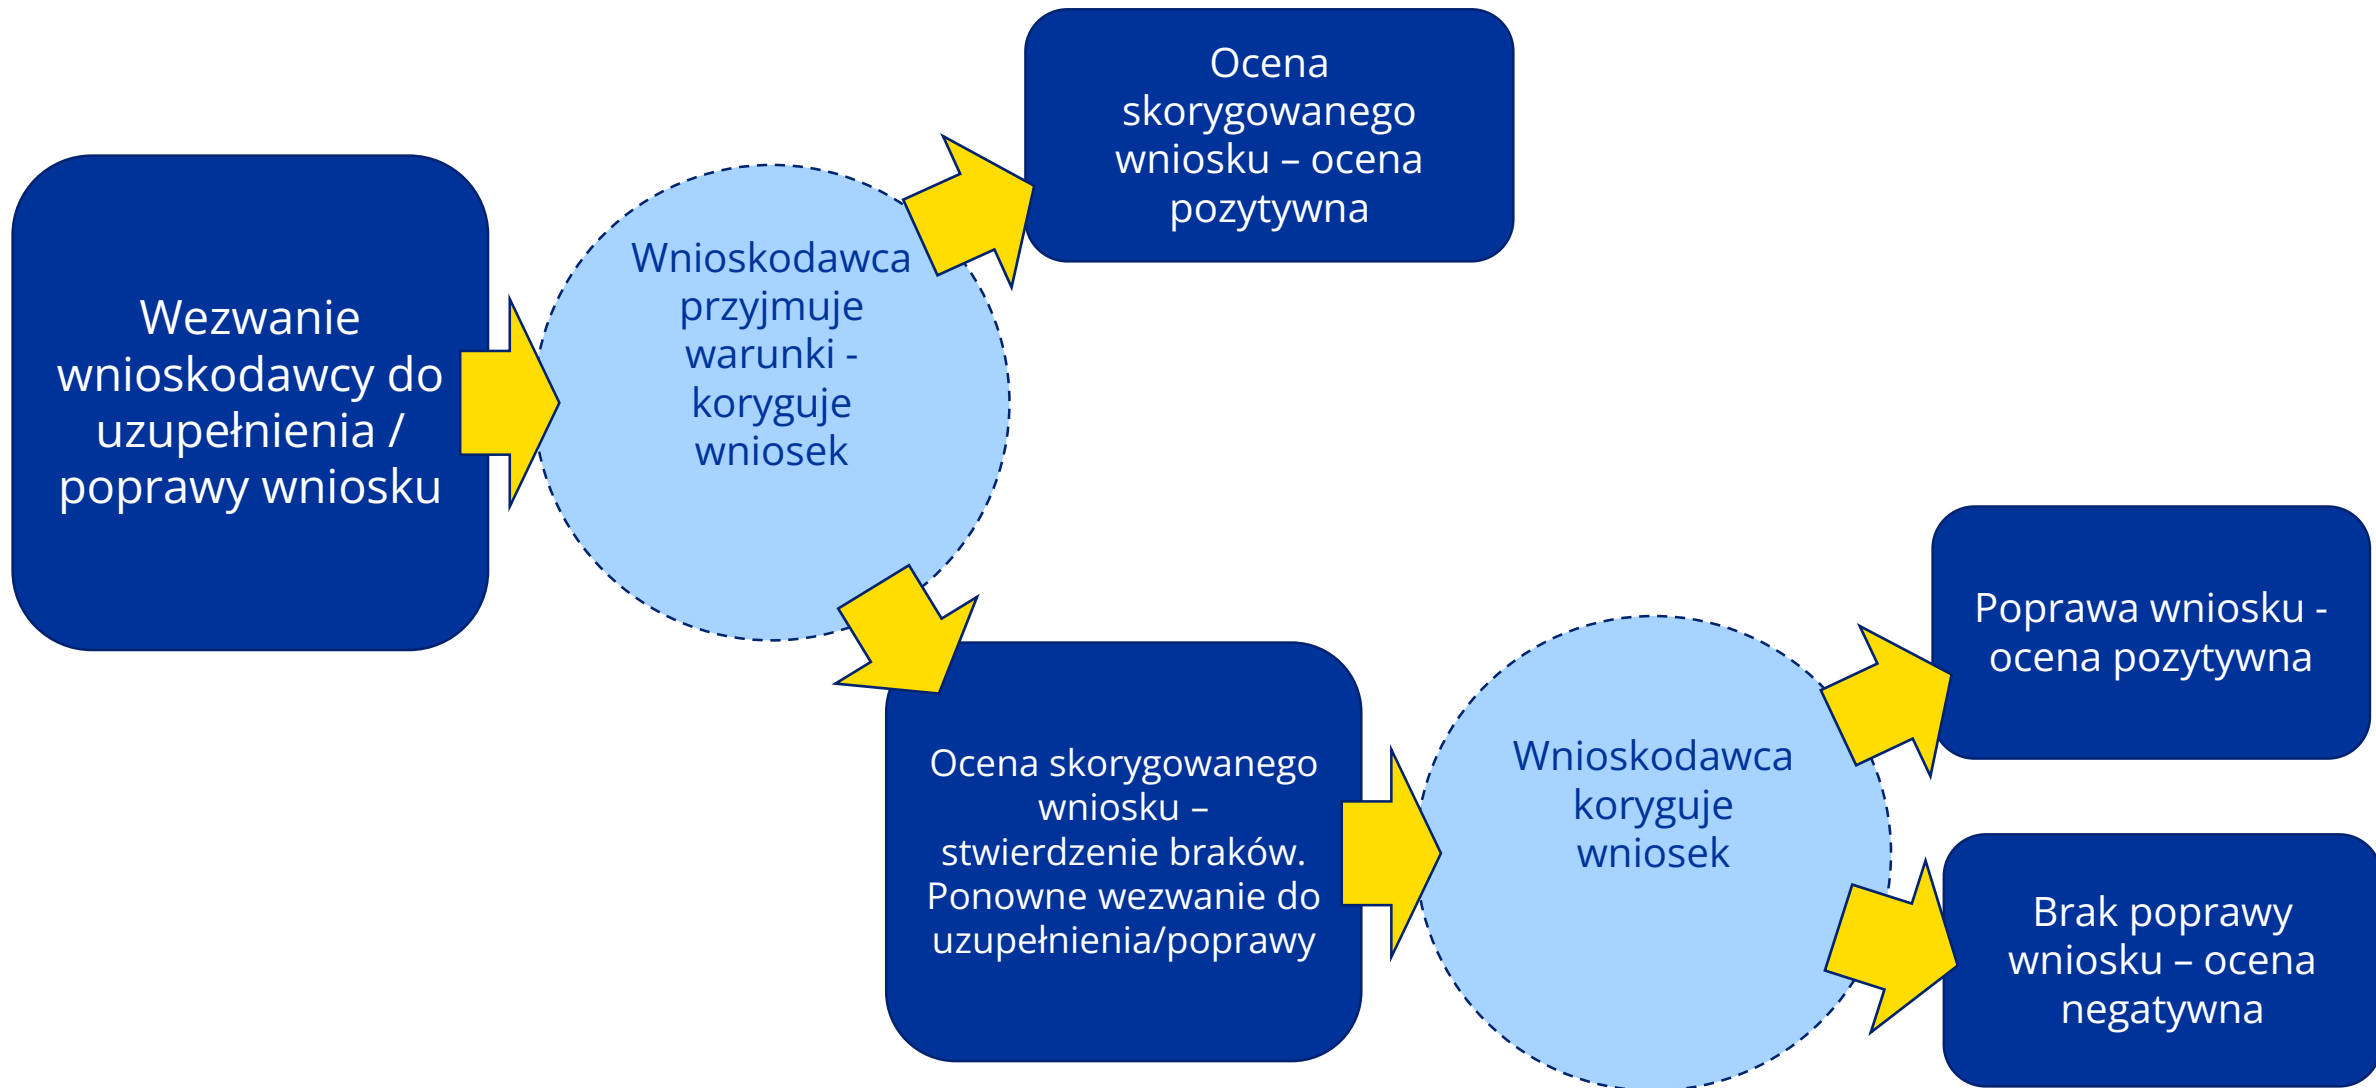 Wezwanie
wnioskodawcy do
uzupełnienia /
poprawy wniosku
Wnioskodawca
przyjmuje
warunki -
koryguje
wniosek
Ocena
skorygowanego
wniosku – ocena
pozytywna
Ocena skorygowanego
wniosku –
stwierdzenie braków.
Ponowne wezwanie do
uzupełnienia/poprawy
Wnioskodawca
koryguje
wniosek
Poprawa wniosku -
ocena pozytywna
Brak poprawy
wniosku – ocena
negatywna